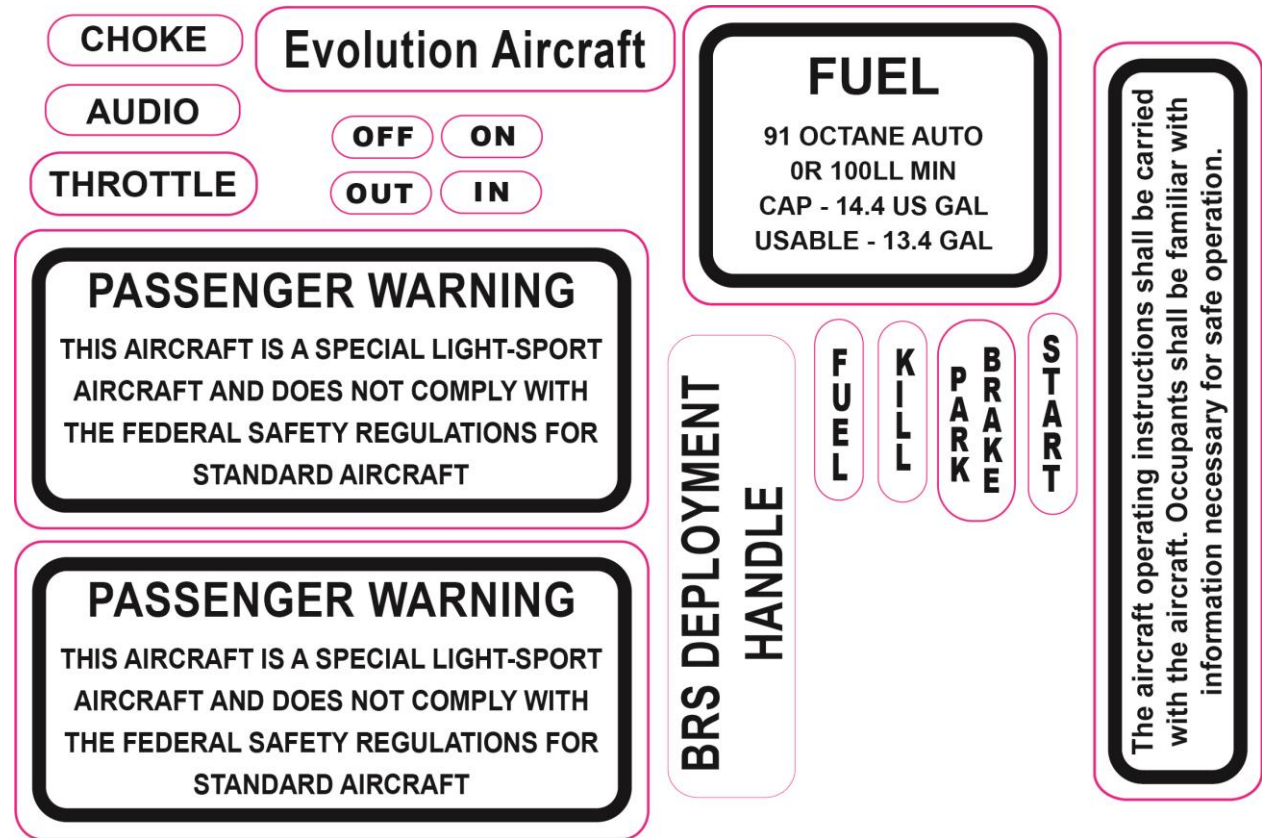 CHOKE
AUDIO
THROTTLE
Evolution Aircraft
OFF
ON
OUT
IN
FUEL
91 OCTANE AUTO
0R 100LL MIN
CAP - 14.4 US GAL
USABLE - 13.4 GAL
PASSENGER WARNING
THIS AIRCRAFT IS A SPECIAL LIGHT-SPORT
AIRCRAFT AND DOES NOT COMPLY WITH
THE FEDERAL SAFETY REGULATIONS FOR
STANDARD AIRCRAFT
PASSENGER WARNING
THIS AIRCRAFT IS A SPECIAL LIGHT-SPORT
AIRCRAFT AND DOES NOT COMPLY WITH
THE FEDERAL SAFETY REGULATIONS FOR
STANDARD AIRCRAFT
BRS DEPLOYMENT
HANDLE
FUEL
KILL
PARK
BRAKE
START
The aircraft operating instructions shall be carried
with the aircraft. Occupants shall be familiar with
information necessary for safe operation.